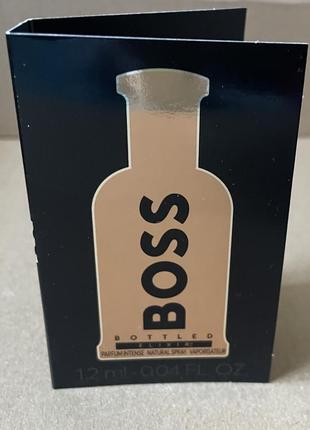 BOSS
BOTTLED
ELIXIR
PARFUM INTENSE NATURAL SPRAY VAPORISATEUR
1.2 ml - 0.04 FL. OZ.